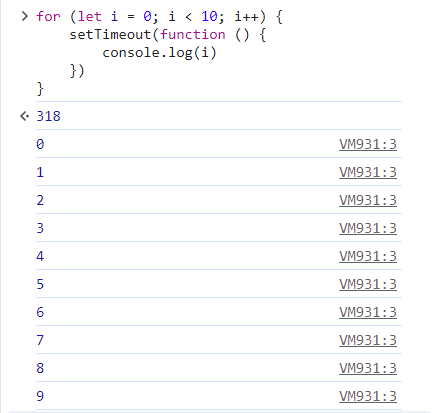 for (let i = 0; i < 10; i++) {
    setTimeout(function () {
        console.log(i)
    })
}
318
0 VM931:3
1 VM931:3
2 VM931:3
3 VM931:3
4 VM931:3
5 VM931:3
6 VM931:3
7 VM931:3
8 VM931:3
9 VM931:3